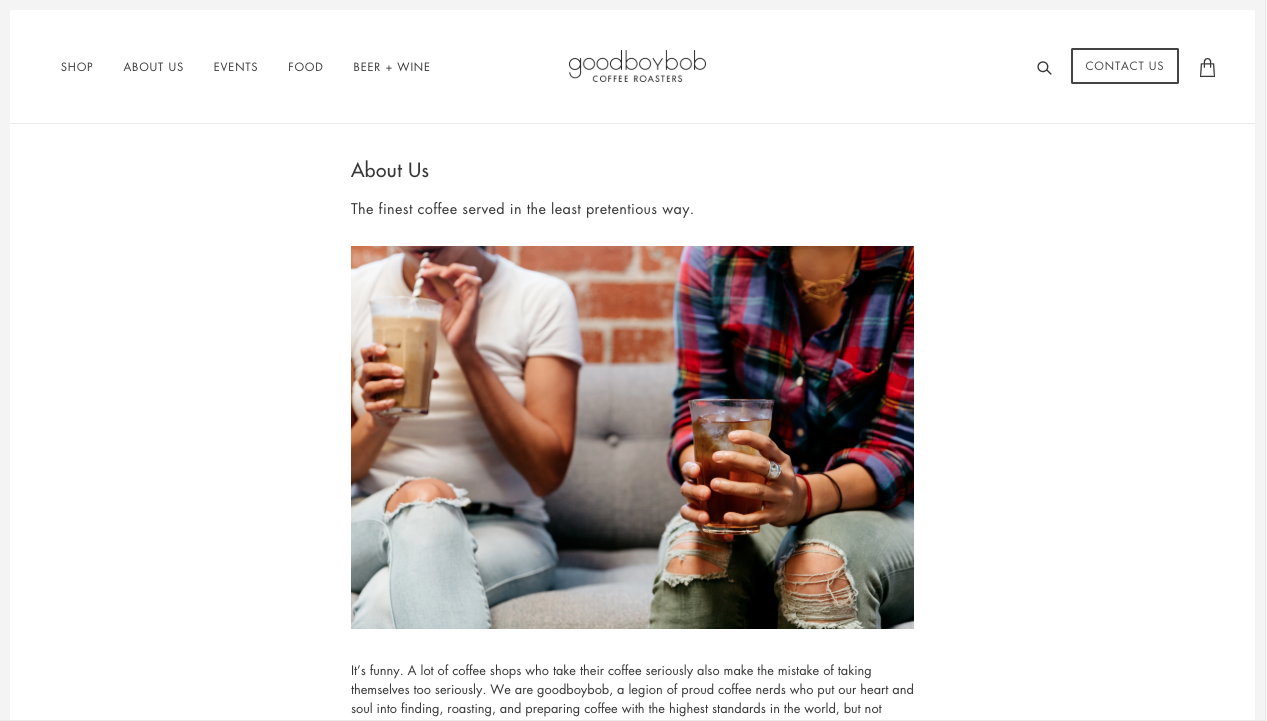 SHOP ABOUT US EVENTS FOOD BEER + WINE
goodboybob
COFFEE ROASTERS
CONTACT US
About Us
The finest coffee served in the least pretentious way.
It’s funny. A lot of coffee shops who take their coffee seriously also make the mistake of taking
themselves too seriously. We are goodboybob, a legion of proud coffee nerds who put our heart and
soul into finding, roasting, and preparing coffee with the highest standards in the world, but not